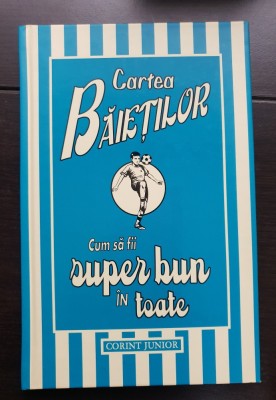 Cartea
BĂIEȚILOR
Cum să fii
super bun
ÎN toate
CORINT JUNIOR